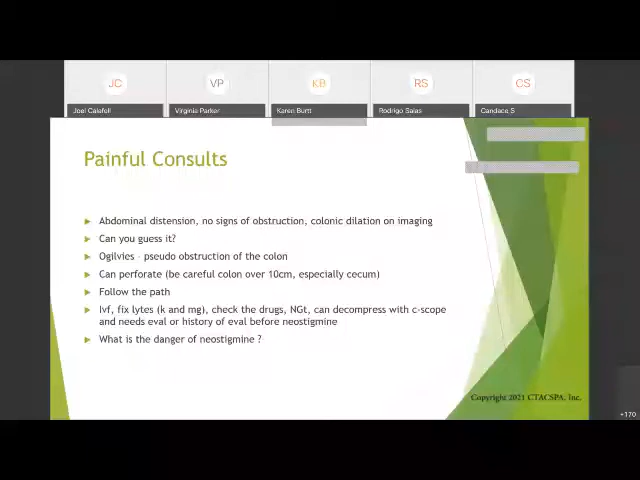 JC
VP
KB
RS
CS
Joel Calafell
Virginia Parker
Karen Burtt
Rodrigo Salas
Candace S
Painful Consults
Abdominal distension, no signs of obstruction, colonic dilation on imaging
Can you guess it?
Ogilvies - pseudo obstruction of the colon
Can perforate (be careful colon over 10cm, especially cecum)
Follow the path
Ivf, fix lytes (k and mg), check the drugs, NGt, can decompress with c-scope
and needs eval or history of eval before neostigmine
What is the danger of neostigmine ?
Copyright 2021 CTACSPA, Inc.
+170